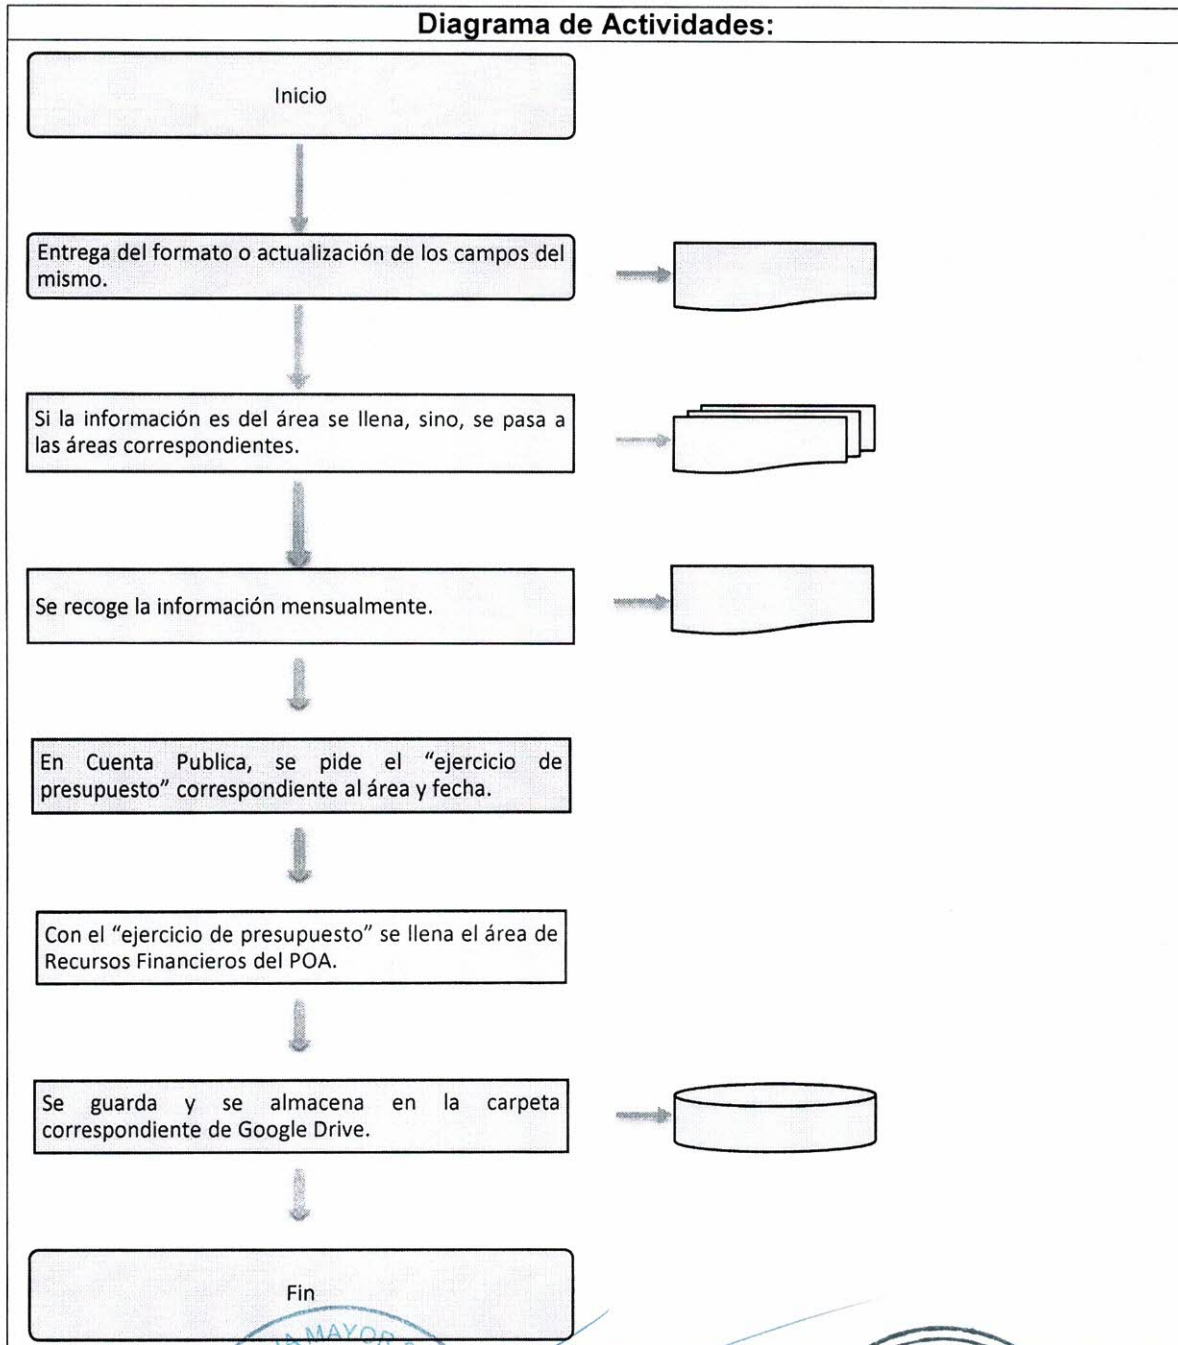 Diagrama de Actividades:
Inicio
Entrega del formato o actualización de los campos del
mismo.
Si la información es del área se llena, sino, se pasa a
las áreas correspondientes.
Se recoge la información mensualmente.
En Cuenta Publica, se pide el “ejercicio de
presupuesto” correspondiente al área y fecha.
Con el “ejercicio de presupuesto” se llena el área de
Recursos Financieros del POA.
Se guarda y se almacena en la carpeta
correspondiente de Google Drive.
Fin
MAYOR